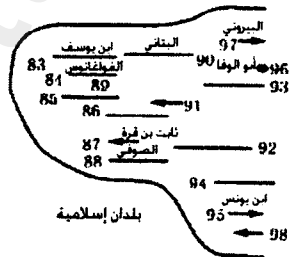 البيروني
97
ابن يوسف
البتاني
83
90
أبو الوفا
96
الفولغانوس
81
89
93
85
91
86
ثابت بن قرة
87
92
الصوفي
88
94
ابن يونس
بلدان إسلامية
95
98